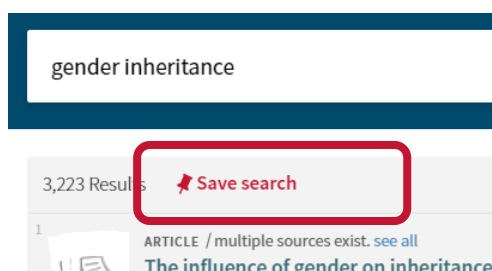 gender inheritance
3,223 Results Save search
1
ARTICLE / multiple sources exist. see all
The influence of gender on inheritance